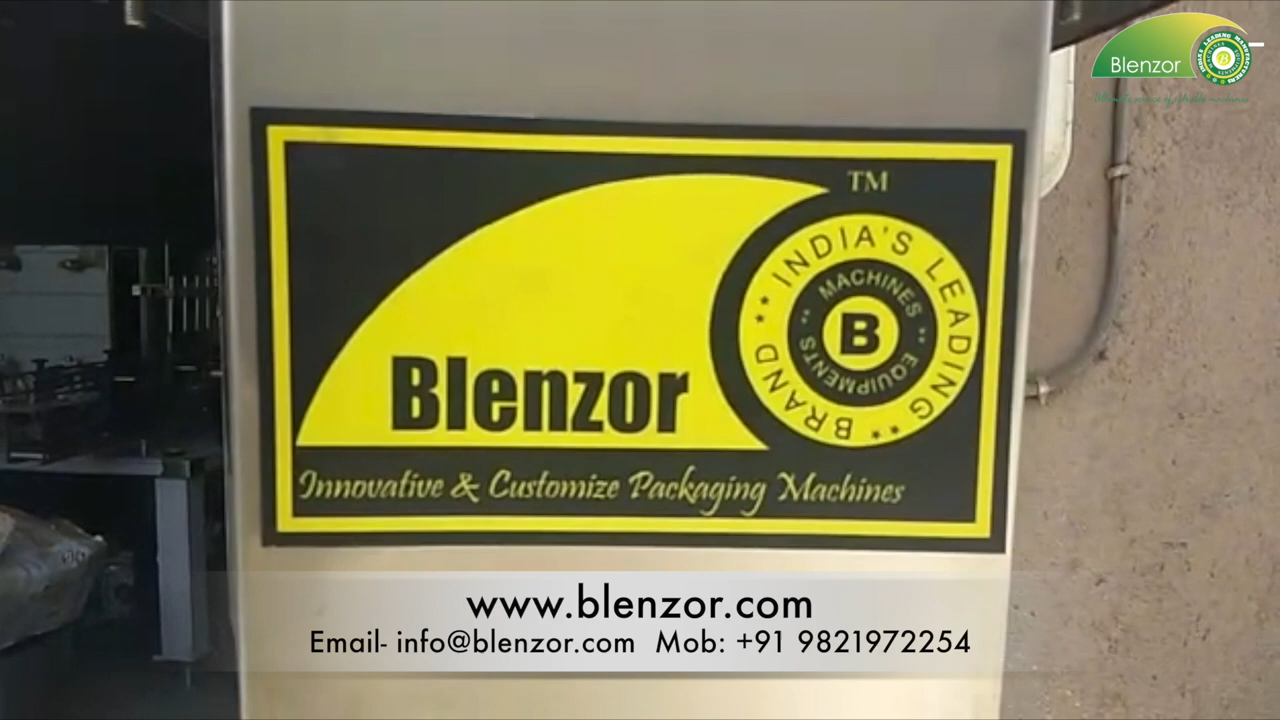 Blenzor
TM
INDIA'S LEADING ** BRAND **
MACHINES ** EQUIPMENTS **
B
Blenzor
Innovative & Customize Packaging Machines
www.blenzor.com
Email- info@blenzor.com Mob: +91 9821972254